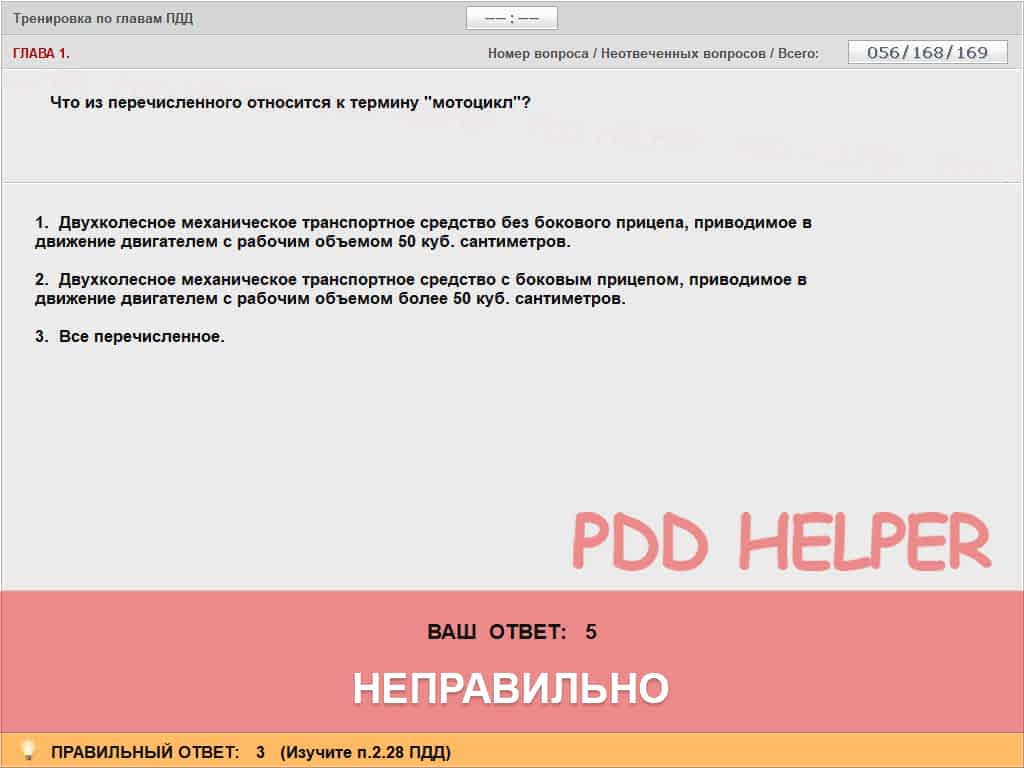 Тренировка по главам ПДД
—— : ——
ГЛАВА 1.
Номер вопроса / Неотвеченных вопросов / Всего:
056/168/169
Что из перечисленного относится к термину "мотоцикл"?
1. Двухколесное механическое транспортное средство без бокового прицепа, приводимое в
движение двигателем с рабочим объемом 50 куб. сантиметров.
2. Двухколесное механическое транспортное средство с боковым прицепом, приводимое в
движение двигателем с рабочим объемом более 50 куб. сантиметров.
3. Все перечисленное.
PDD HELPER
ВАШ ОТВЕТ: 5
НЕПРАВИЛЬНО
ПРАВИЛЬНЫЙ ОТВЕТ: 3 (Изучите п.2.28 ПДД)